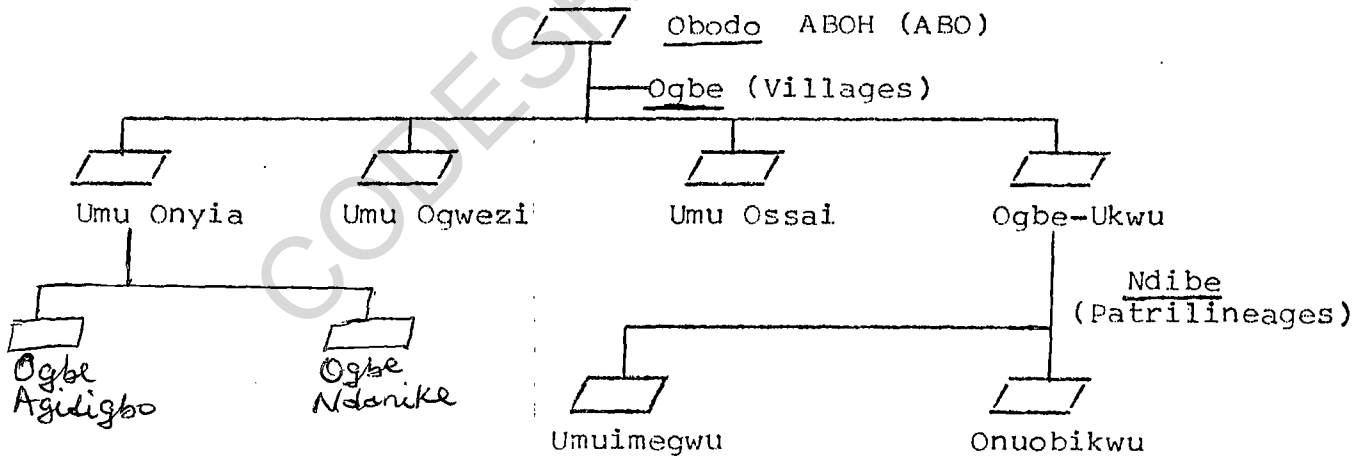 Obodo ABOH (ABO)
Ogbe (Villages)
Umu Onyia Umu Ogwezi Umu Ossai Ogbe-Ukwu
Ndibe
(Patrilineages)
Ogbe
Agidigbo
Ogbe
Ndanike
Umuimegwu Onuobikwu
CODES